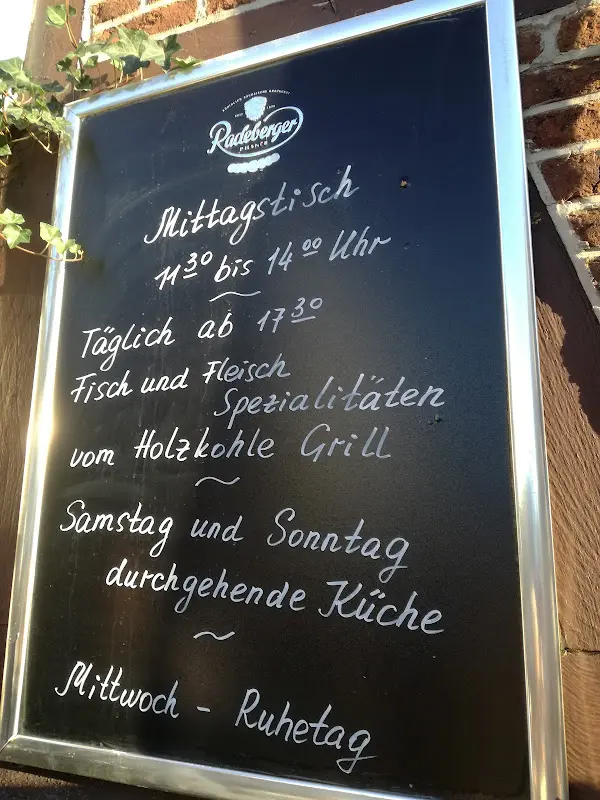 Radeberger
PILSNER
Mittagstisch
11³⁰ bis 14⁰⁰ Uhr
Täglich ab 17³⁰
Fisch und Fleisch
Spezialitäten
vom Holzkohle Grill
Samstag und Sonntag
durchgehende Küche
Mittwoch - Ruhetag